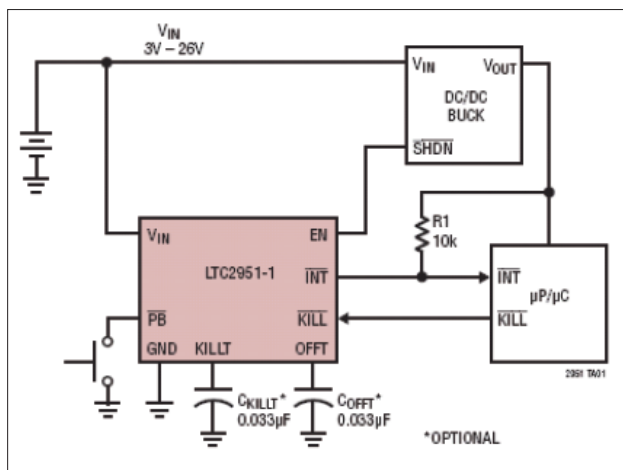 VIN
3V – 26V
VIN
VOUT
DC/DC
BUCK
SHDN
R1
10k
VIN
EN
LTC2951-1
INT
INT
µP/µC
PB
KILL
KILL
GND
KILLT
OFFT
2951 TA01
CKILLT*
0.033µF
COFFT*
0.033µF
*OPTIONAL